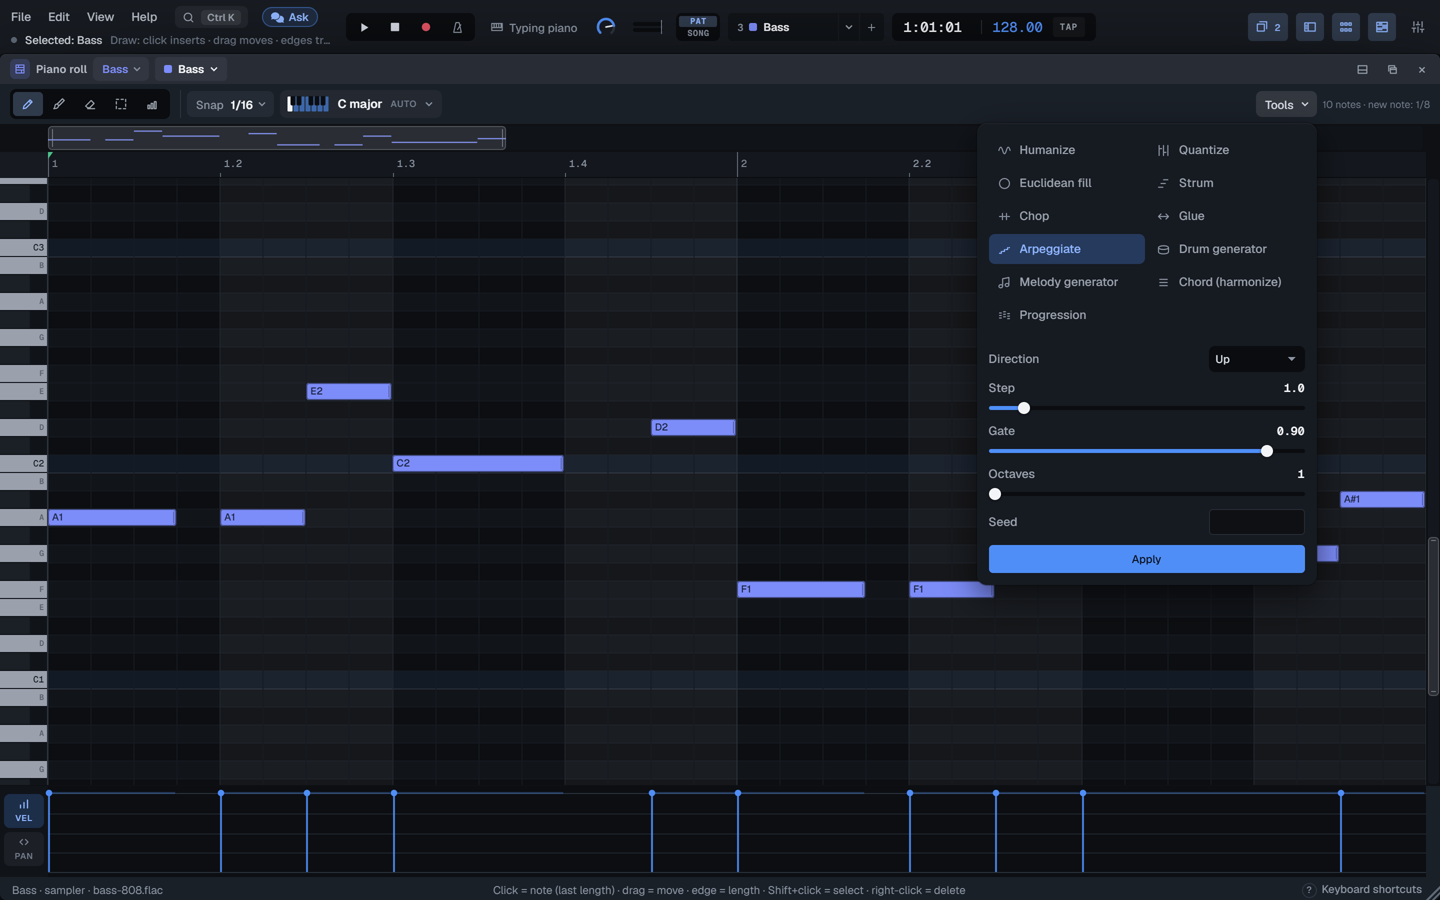 File Edit View Help Ctrl K Ask Typing piano PAT SONG 3 Bass 1:01:01 128.00 TAP 2
Selected: Bass Draw: click inserts · drag moves · edges tr...
Piano roll Bass Bass
Snap 1/16 C major AUTO Tools 10 notes · new note: 1/8
1 1.2 1.3 1.4 2 2.2
Humanize Quantize
Euclidean fill Strum
Chop Glue
Arpeggiate Drum generator
Melody generator Chord (harmonize)
Progression
Direction Up
Step 1.0
Gate 0.90
Octaves 1
Seed
Apply
D
C3
B
A
G
F
E E2
D D2
C2 C2
B
A#1
A A1 A1
G
F F1 F1
E
D
C1
B
A
G
VEL
PAN
Bass · sampler · bass-808.flac Click = note (last length) · drag = move · edge = length · Shift+click = select · right-click = delete ? Keyboard shortcuts